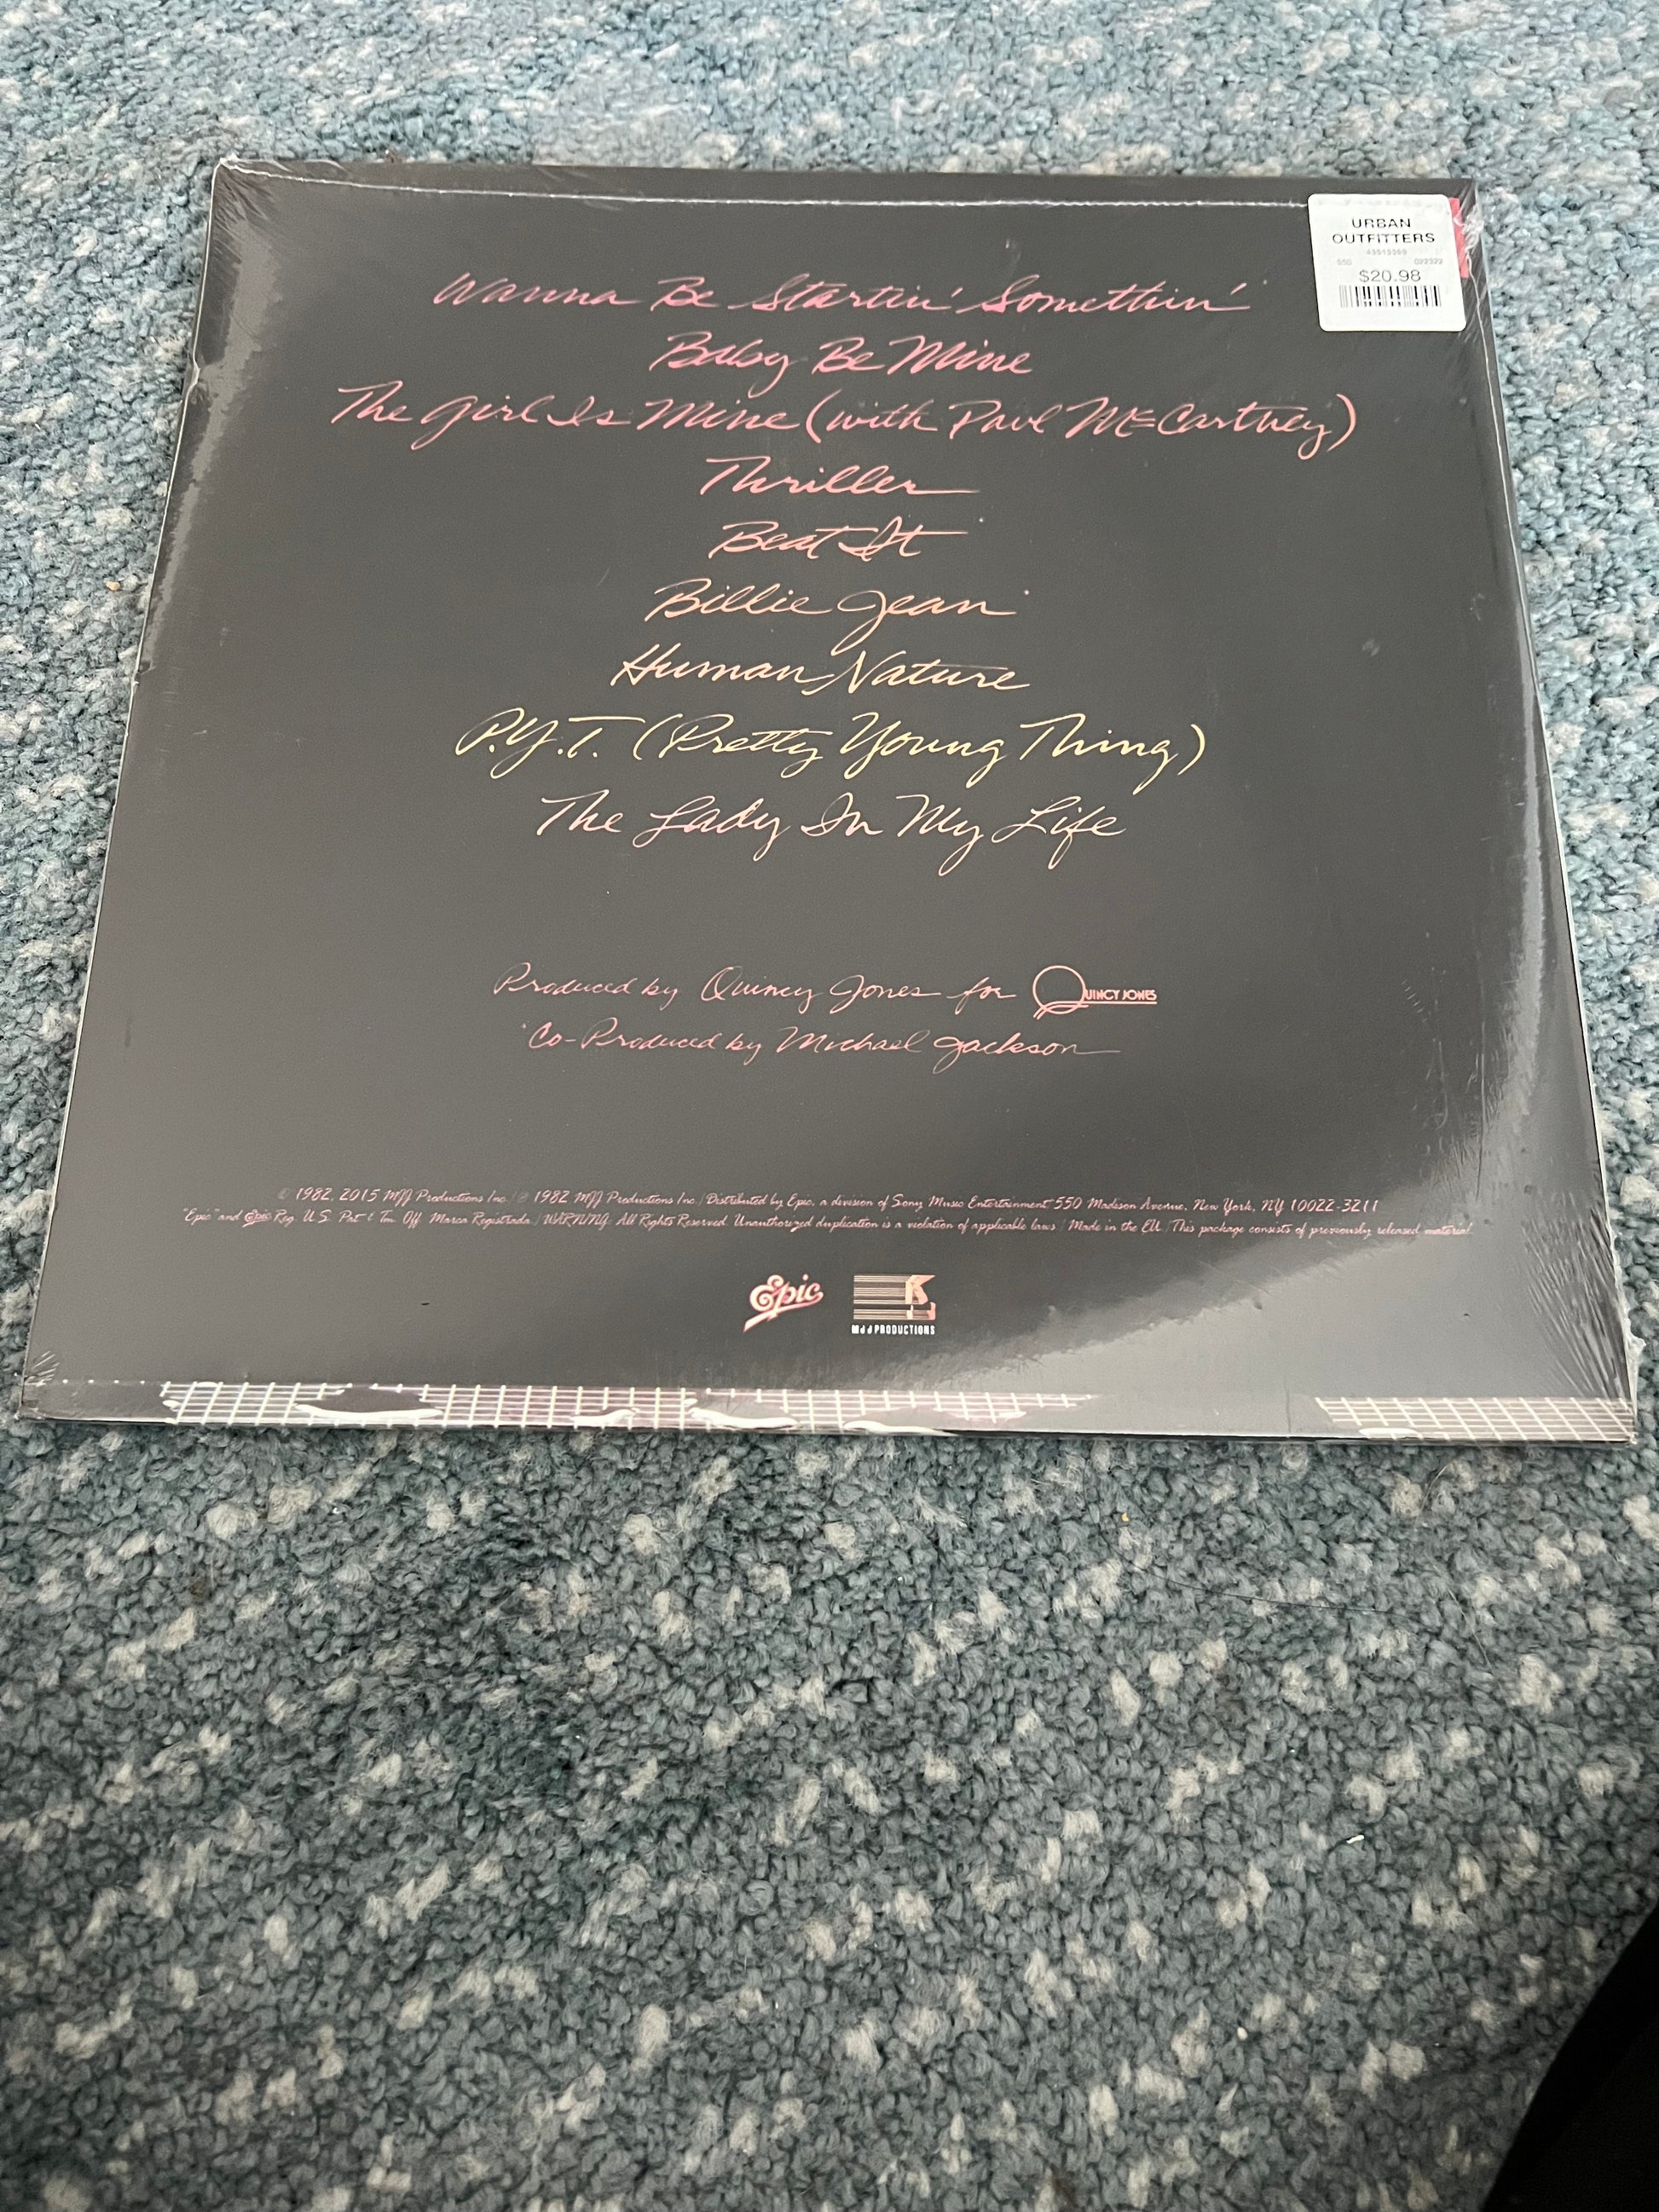 URBAN
OUTFITTERS
43513399
550 022322
$20.98
Wanna Be Startin' Somethin'
Baby Be Mine
The Girl Is Mine (with Paul McCartney)
Thriller
Beat It
Billie Jean
Human Nature
P.Y.T. (Pretty Young Thing)
The Lady In My Life
Produced by Quincy Jones for QUINCY JONES
Co-Produced by Michael Jackson
© 1982, 2015 MJJ Productions Inc. / ℗ 1982 MJJ Productions Inc. / Distributed by Epic, a division of Sony Music Entertainment 550 Madison Avenue, New York, NY 10022-3211
"Epic" and Epic Reg. U.S. Pat & Tm. Off. Marca Registrada. / WARNING: All Rights Reserved. Unauthorized duplication is a violation of applicable laws / Made in the EU. / This package consists of previously released material.
Epic
MJJ PRODUCTIONS